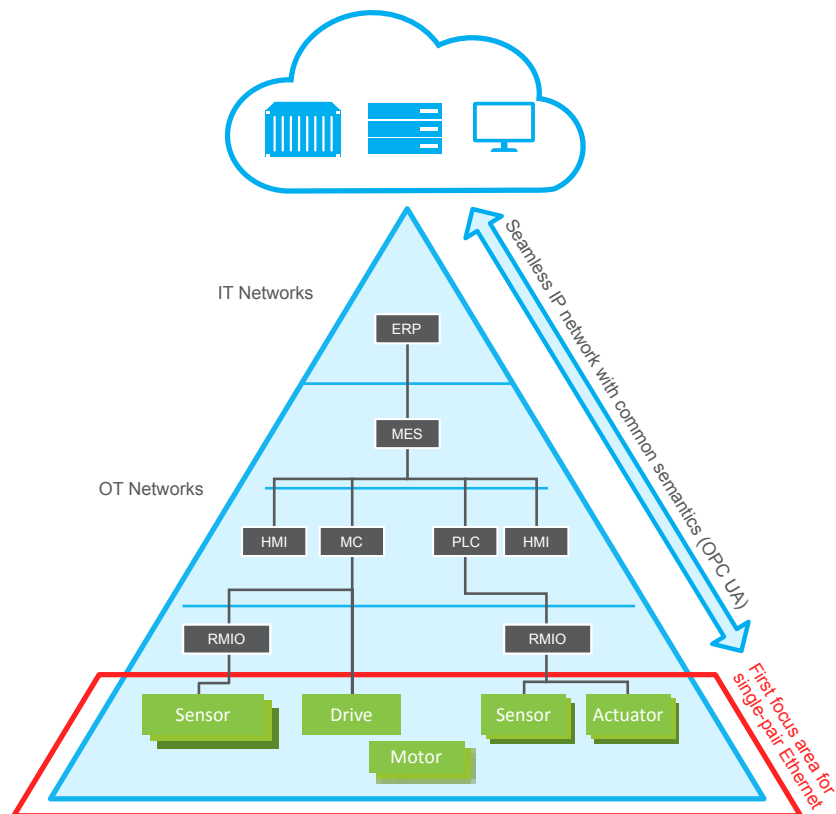 IT Networks
ERP
Seamless IP network with common semantics (OPC UA)
MES
OT Networks
HMI
MC
PLC
HMI
RMIO
RMIO
First focus area for
single-pair Ethernet
Sensor
Drive
Sensor
Actuator
Motor